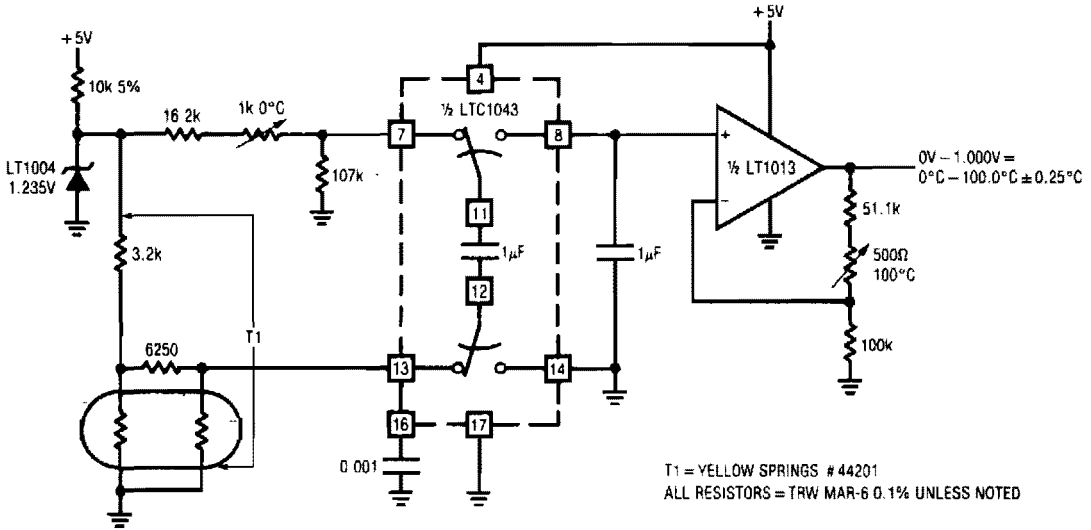 +5V
+5V
10k 5%
4
½ LTC1043
16 2k
1k 0°C
7
8
+
LT1004
1.235V
107k
½ LT1013
0V – 1.000V =
0°C – 100.0°C ± 0.25°C
–
11
51.1k
3.2k
1µF
1µF
500Ω
100°C
12
T1
6250
100k
13
14
16
17
0 001
T1 = YELLOW SPRINGS # 44201
ALL RESISTORS = TRW MAR-6 0.1% UNLESS NOTED